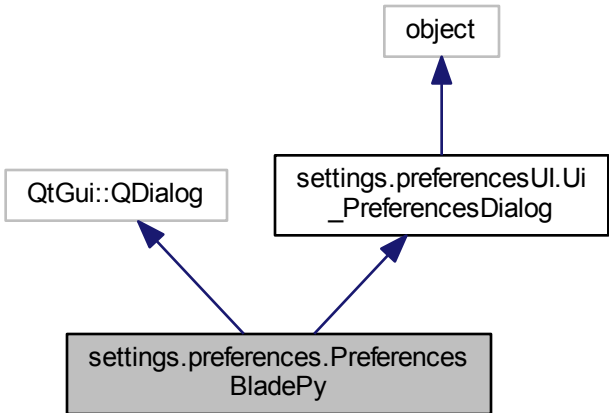 object
QtGui::QDialog
settings.preferencesUI.Ui
_PreferencesDialog
settings.preferences.Preferences
BladePy